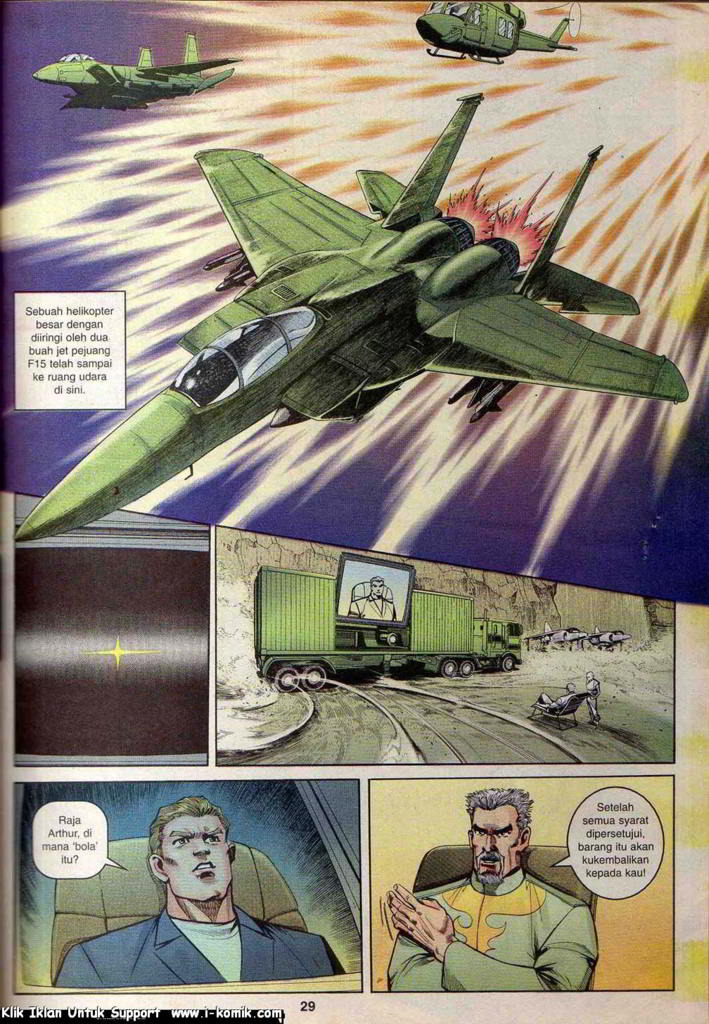 Sebuah helikopter
besar dengan
diiringi oleh dua
buah jet pejuang
F15 telah sampai
ke ruang udara
di sini.
Raja
Arthur, di
mana 'bola'
itu?
Setelah
semua syarat
dipersetujui,
barang itu akan
kukembalikan
kepada kau!
29
Klik Iklan Untuk Support www.i-komik.com/